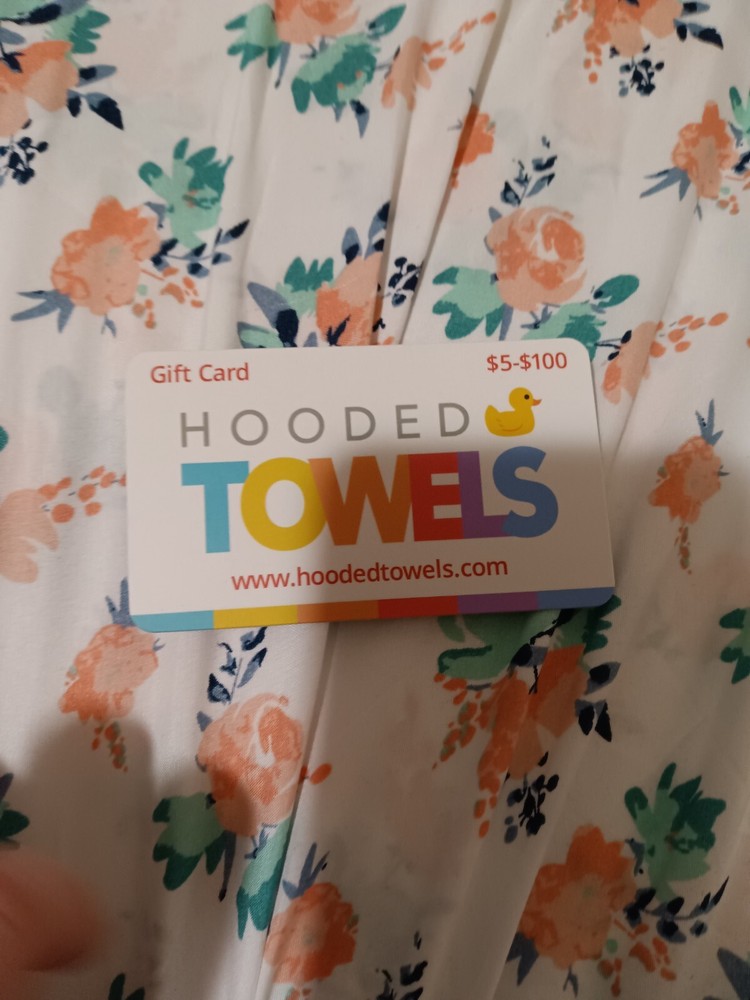 Gift Card $5-$100
HOODED
TOWELS
www.hoodedtowels.com